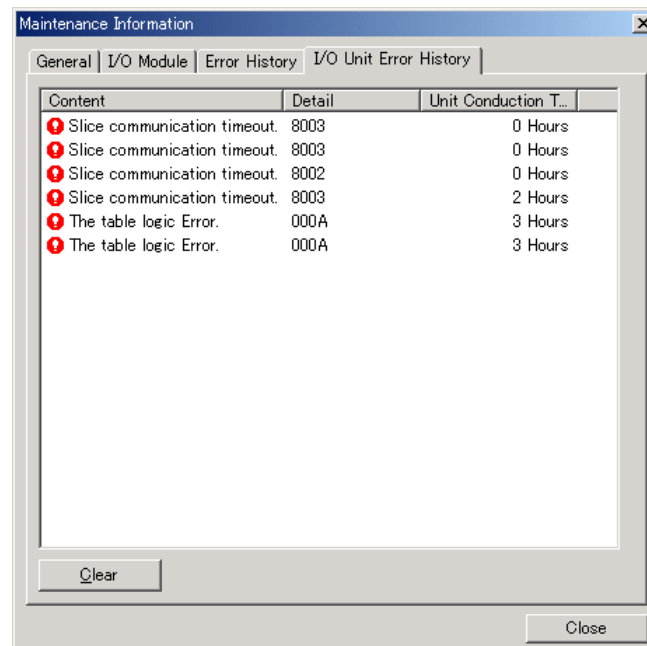 Maintenance Information
General I/O Module Error History I/O Unit Error History
Content Detail Unit Conduction T...
Slice communication timeout. 8003 0 Hours
Slice communication timeout. 8003 0 Hours
Slice communication timeout. 8002 0 Hours
Slice communication timeout. 8003 2 Hours
The table logic Error. 000A 3 Hours
The table logic Error. 000A 3 Hours
Clear
Close